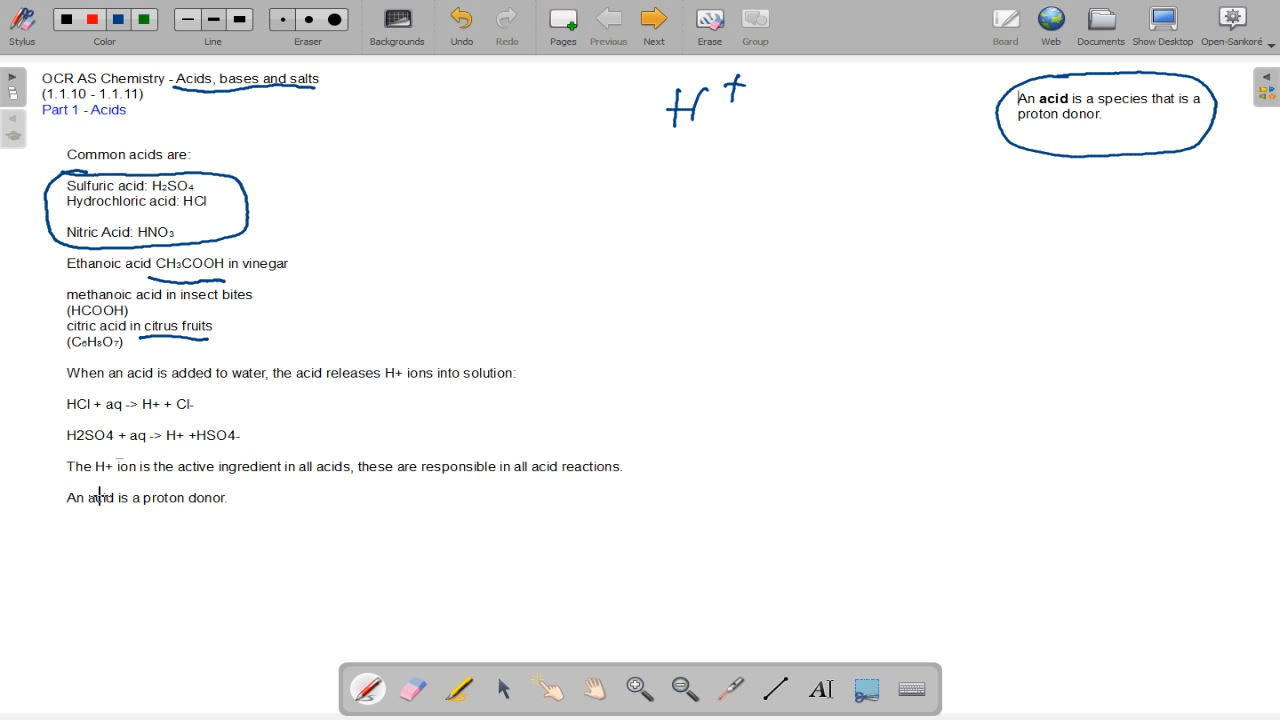 Stylus
Color
Line
Eraser
Backgrounds
Undo
Redo
Pages
Previous
Next
Erase
Group
Board
Web
Documents
Show Desktop
Open-Sankoré
OCR AS Chemistry - Acids, bases and salts
(1.1.10 - 1.1.11)
Part 1 - Acids
H⁺
An acid is a species that is a
proton donor.
Common acids are:
Sulfuric acid: H₂SO₄
Hydrochloric acid: HCl
Nitric Acid: HNO₃
Ethanoic acid CH₃COOH in vinegar
methanoic acid in insect bites
(HCOOH)
citric acid in citrus fruits
(C₆H₈O₇)
When an acid is added to water, the acid releases H+ ions into solution:
HCl + aq -> H+ + Cl-
H2SO4 + aq -> H+ +HSO4-
The H+ ion is the active ingredient in all acids, these are responsible in all acid reactions.
An acid is a proton donor.
AI